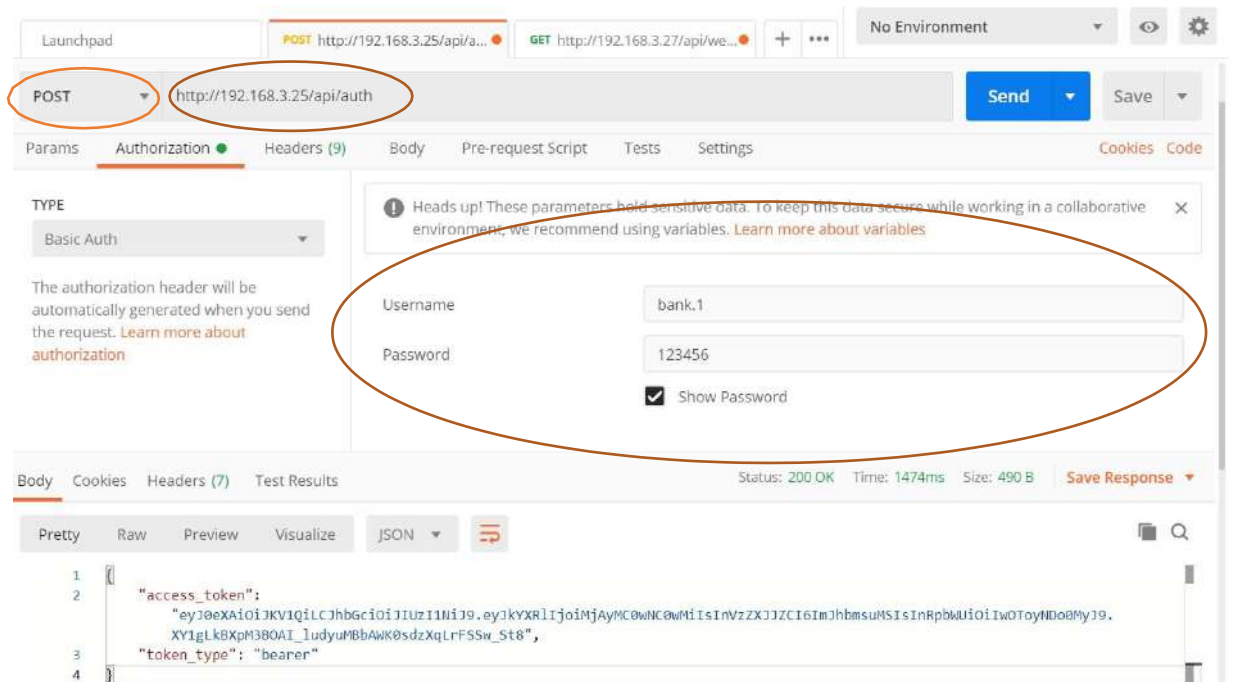 No Environment
Launchpad
POST http://192.168.3.25/api/a...
GET http://192.168.3.27/api/we...
POST
http://192.168.3.25/api/auth
Send
Save
Params Authorization Headers (9) Body Pre-request Script Tests Settings Cookies Code
TYPE
Basic Auth
The authorization header will be
automatically generated when you send
the request. Learn more about
authorization
Heads up! These parameters hold sensitive data. To keep this data secure while working in a collaborative
environment, we recommend using variables. Learn more about variables
Username bank.1
Password 123456
Show Password
Body Cookies Headers (7) Test Results Status: 200 OK Time: 1474ms Size: 490 B Save Response
Pretty Raw Preview Visualize JSON
1 {
2 "access_token":
"eyJ0eXAiOiJKV1QiLCJhbGciOiJIUzI1NiJ9.eyJkYXRlIjoiMjAyMC0wNC0wMiIsInVzZXJJZCI6ImJhbmsuMSIsInRpbWUiOiIwOToyNDo0MyJ9.
XY1gLkBXpM3BOAI_ludyuMBbAWK0sdzXqLrFSSw_St8",
3 "token_type": "bearer"
4 }